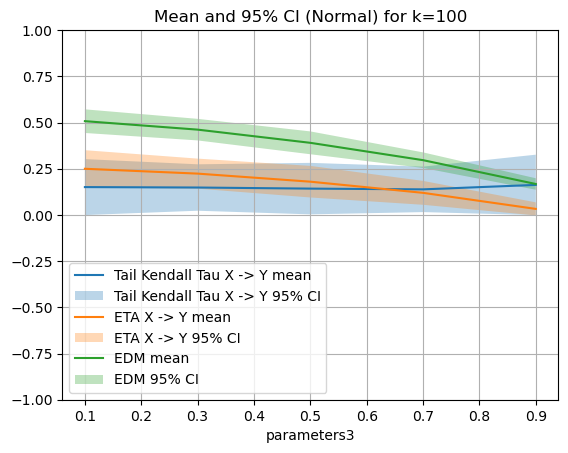 Mean and 95% CI (Normal) for k=100
1.00
0.75
0.50
0.25
0.00
−0.25
−0.50
−0.75
−1.00
Tail Kendall Tau X -> Y mean
Tail Kendall Tau X -> Y 95% CI
ETA X -> Y mean
ETA X -> Y 95% CI
EDM mean
EDM 95% CI
0.1 0.2 0.3 0.4 0.5 0.6 0.7 0.8 0.9
parameters3